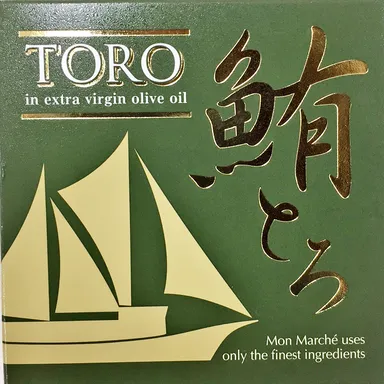 TORO
in extra virgin olive oil
鮪
とろ
Mon Marché uses
only the finest ingredients